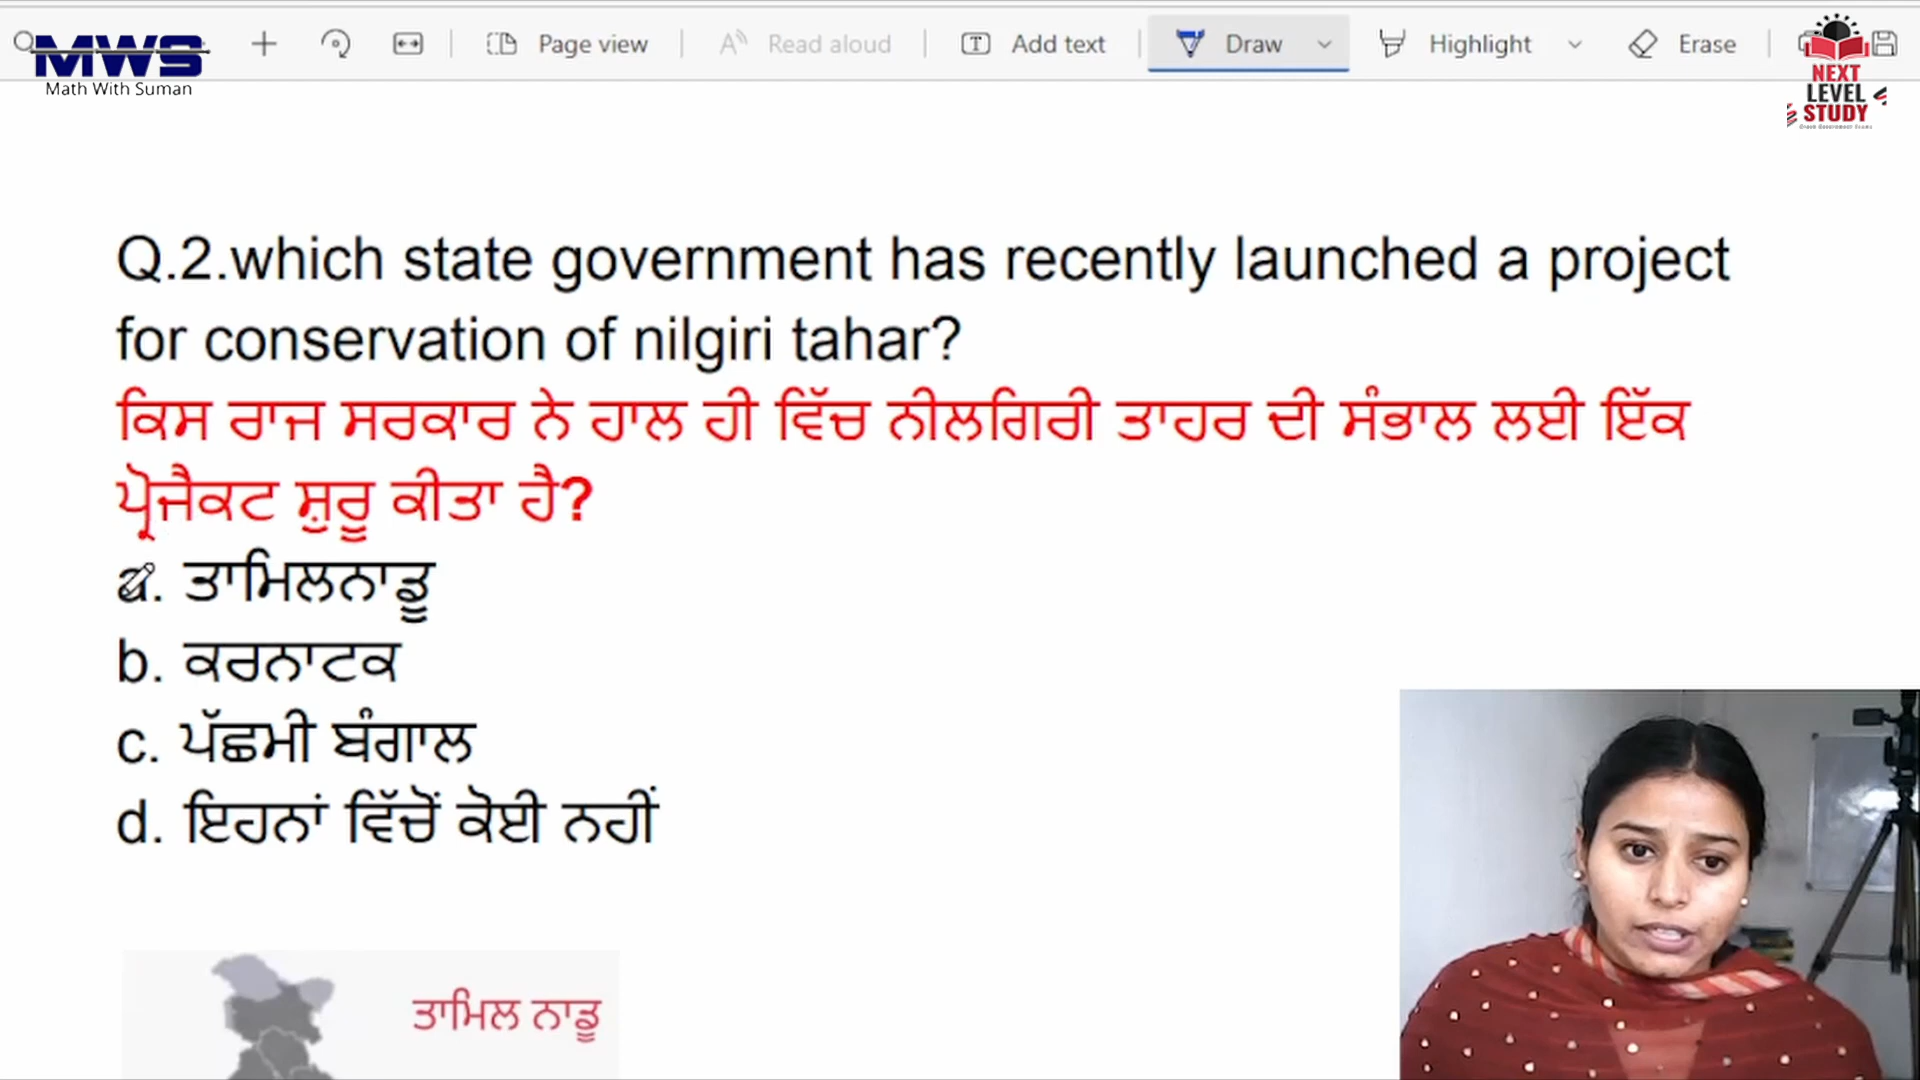 MWS
Math With Suman
Page view
Read aloud
Add text
Draw
Highlight
Erase
NEXT
LEVEL
STUDY
Q.2.which state government has recently launched a project
for conservation of nilgiri tahar?
ਕਿਸ ਰਾਜ ਸਰਕਾਰ ਨੇ ਹਾਲ ਹੀ ਵਿੱਚ ਨੀਲਗਿਰੀ ਤਾਹਰ ਦੀ ਸੰਭਾਲ ਲਈ ਇੱਕ
ਪ੍ਰੋਜੈਕਟ ਸ਼ੁਰੂ ਕੀਤਾ ਹੈ?
a. ਤਾਮਿਲਨਾਡੂ
b. ਕਰਨਾਟਕ
c. ਪੱਛਮੀ ਬੰਗਾਲ
d. ਇਹਨਾਂ ਵਿੱਚੋਂ ਕੋਈ ਨਹੀਂ
ਤਾਮਿਲ ਨਾਡੂ